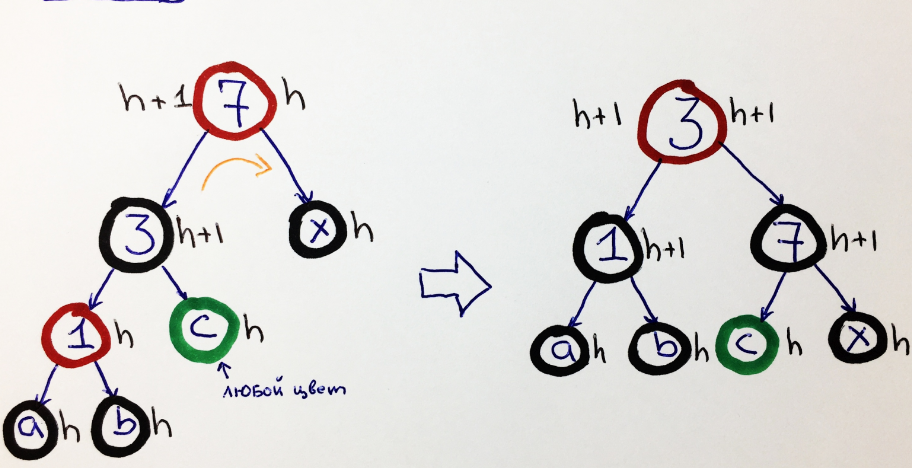 h+1 7 h
h+1 3 h+1
3 h+1
x h
1 h+1
7 h+1
1 h
c h
a h
b h
c h
x h
любой цвет
a h
b h